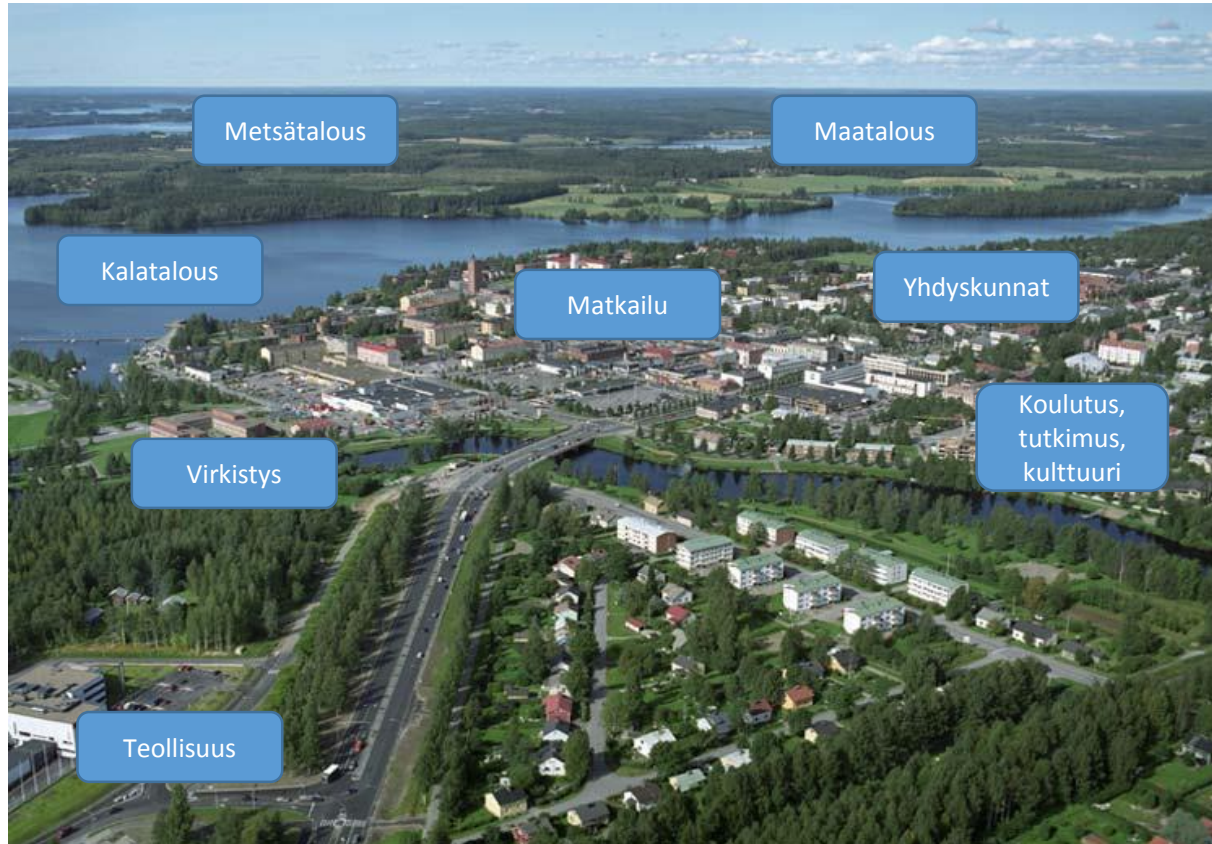 Metsätalous
Maatalous
Kalatalous
Matkailu
Yhdyskunnat
Koulutus,
tutkimus,
kulttuuri
Virkistys
Teollisuus